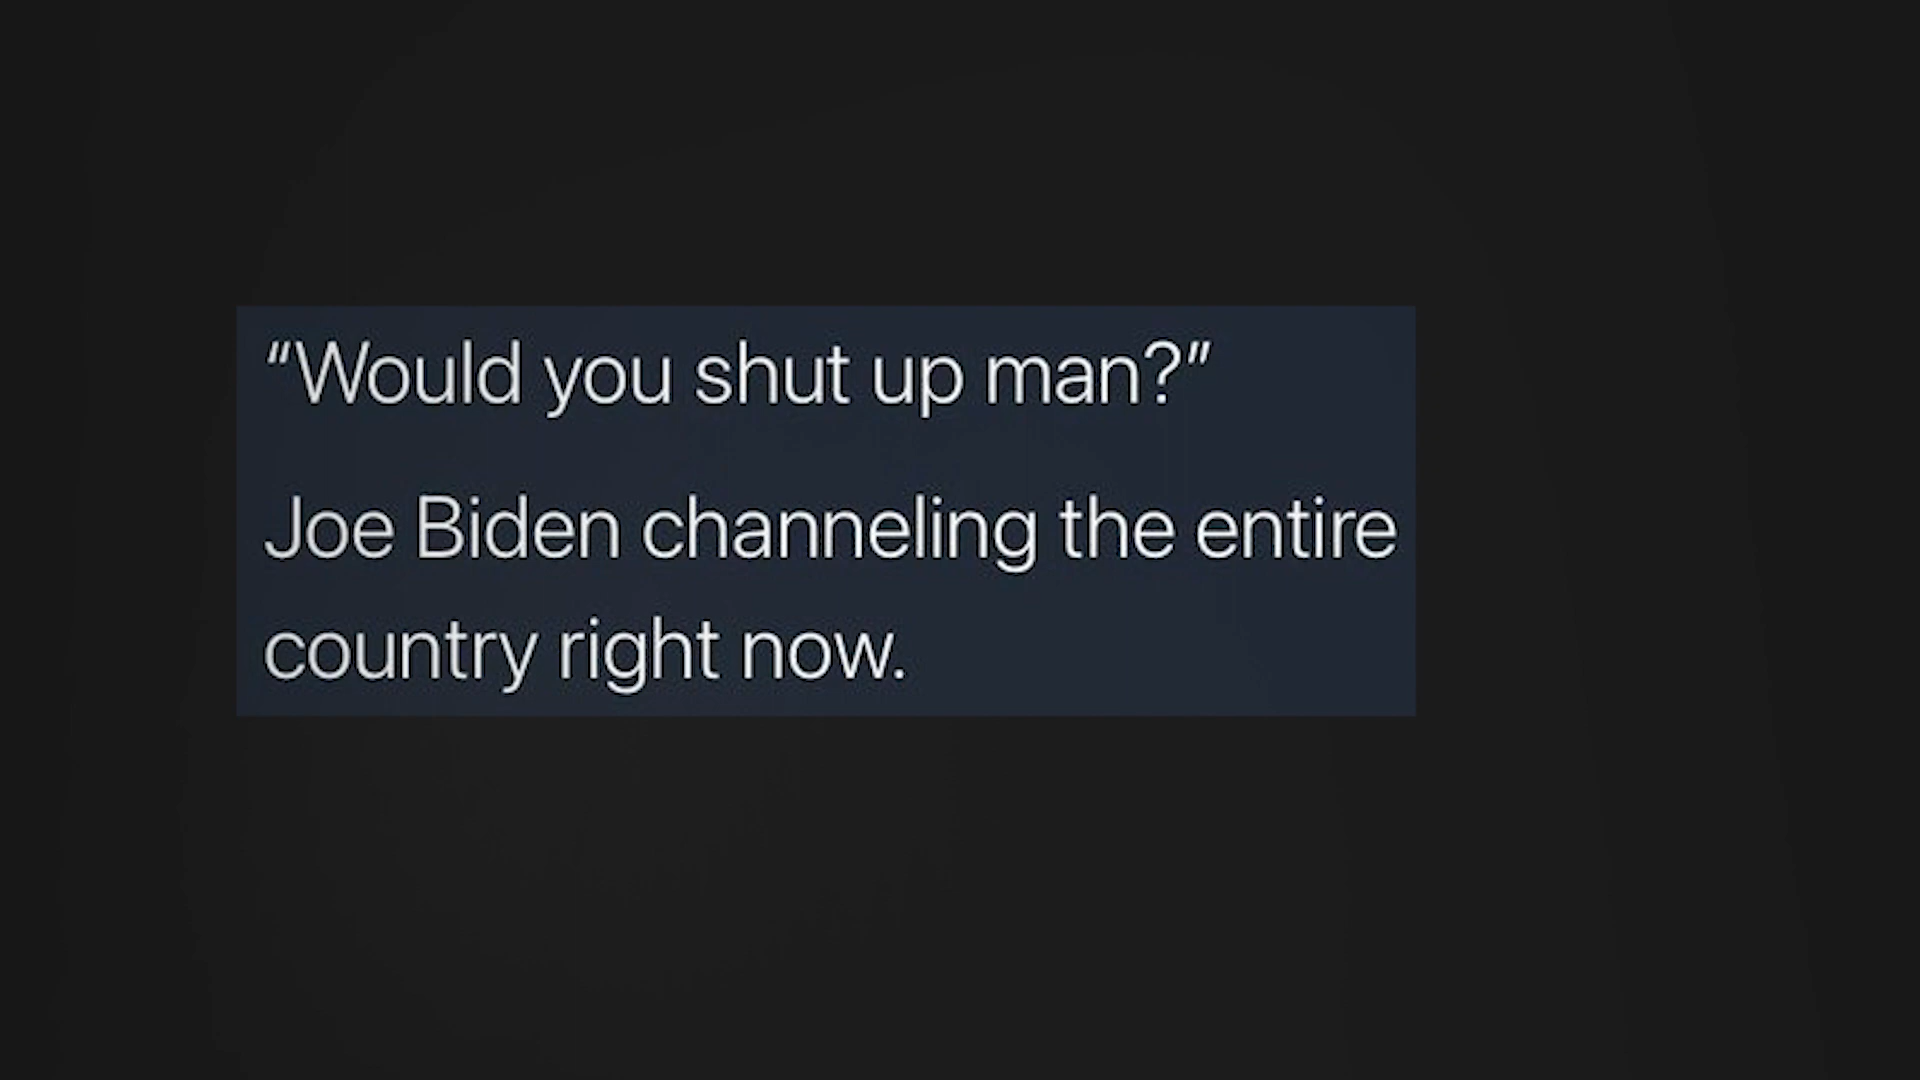 “Would you shut up man?”
Joe Biden channeling the entire
country right now.